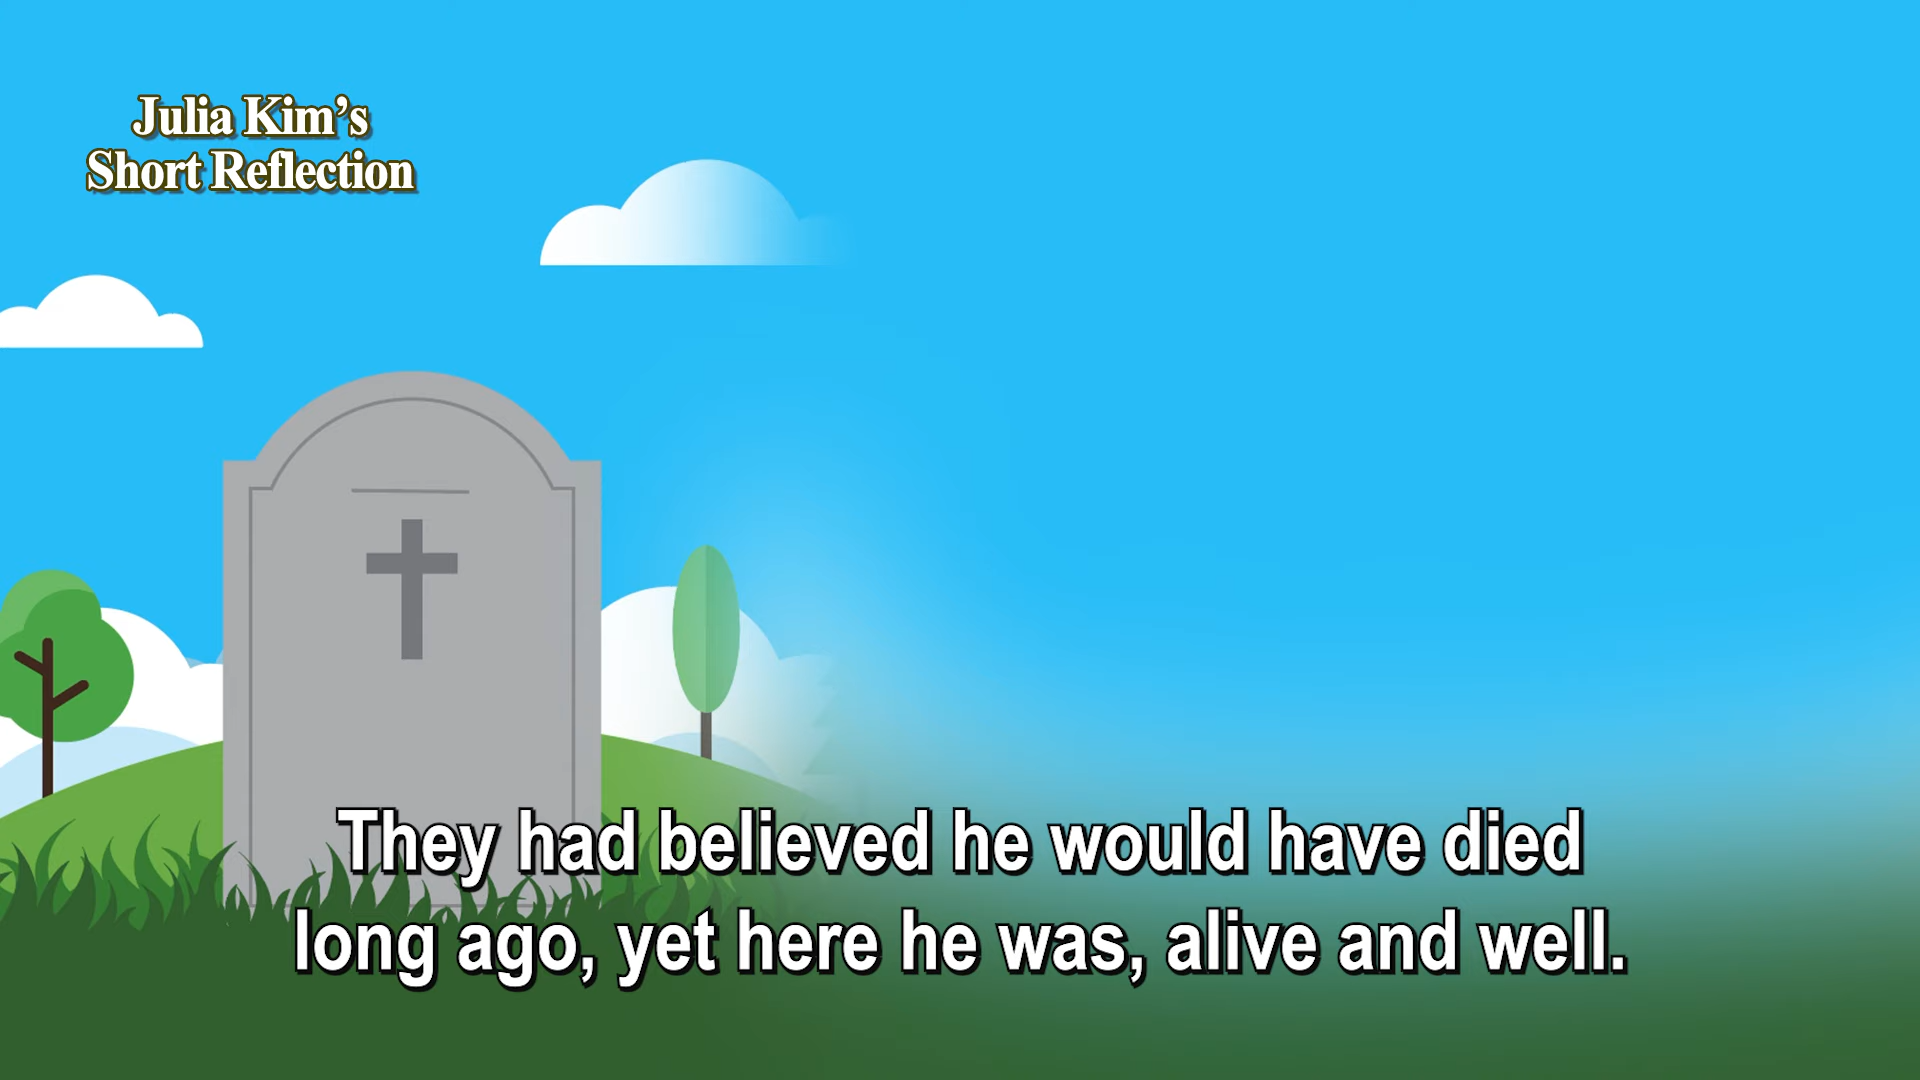 Julia Kim’s
Short Reflection
They had believed he would have died
long ago, yet here he was, alive and well.